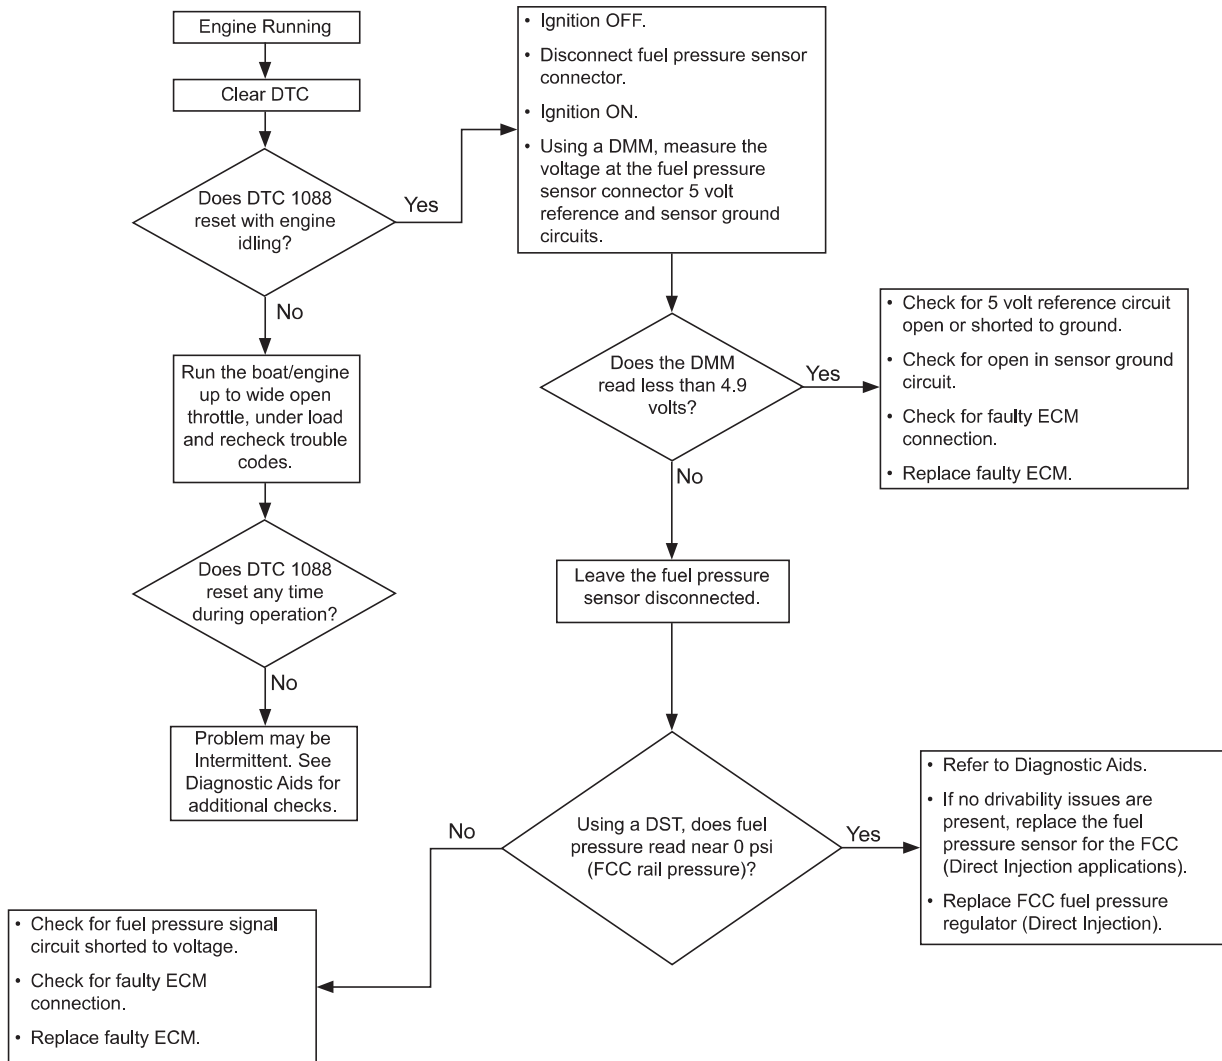 Engine Running
Clear DTC
Does DTC 1088
reset with engine
idling?
Yes
No
Run the boat/engine
up to wide open
throttle, under load
and recheck trouble
codes.
Does DTC 1088
reset any time
during operation?
No
Problem may be
Intermittent. See
Diagnostic Aids for
additional checks.
• Ignition OFF.
• Disconnect fuel pressure sensor
connector.
• Ignition ON.
• Using a DMM, measure the
voltage at the fuel pressure
sensor connector 5 volt
reference and sensor ground
circuits.
Does the DMM
read less than 4.9
volts?
Yes
• Check for 5 volt reference circuit
open or shorted to ground.
• Check for open in sensor ground
circuit.
• Check for faulty ECM
connection.
• Replace faulty ECM.
No
Leave the fuel pressure
sensor disconnected.
Using a DST, does fuel
pressure read near 0 psi
(FCC rail pressure)?
Yes
• Refer to Diagnostic Aids.
• If no drivability issues are
present, replace the fuel
pressure sensor for the FCC
(Direct Injection applications).
• Replace FCC fuel pressure
regulator (Direct Injection).
No
• Check for fuel pressure signal
circuit shorted to voltage.
• Check for faulty ECM
connection.
• Replace faulty ECM.